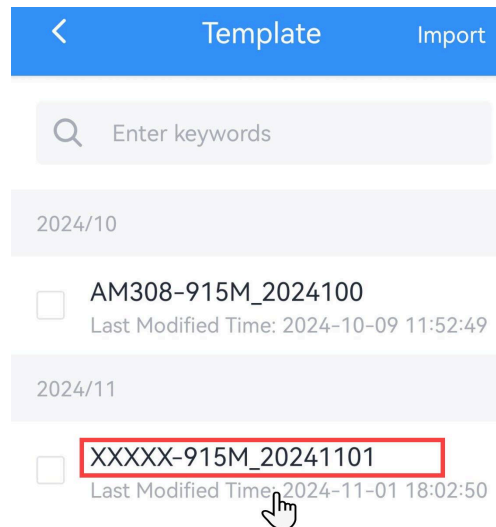 Template
Import
Enter keywords
2024/10
AM308-915M_2024100
Last Modified Time: 2024-10-09 11:52:49
2024/11
XXXXX-915M_20241101
Last Modified Time: 2024-11-01 18:02:50